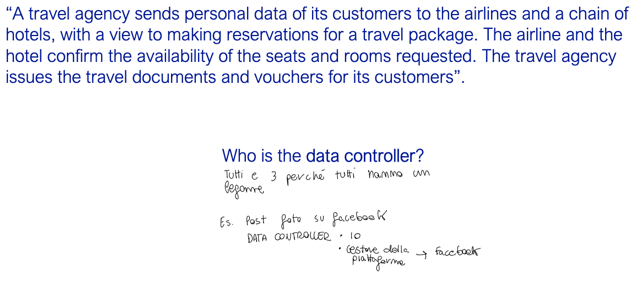 “A travel agency sends personal data of its customers to the airlines and a chain of
hotels, with a view to making reservations for a travel package. The airline and the
hotel confirm the availability of the seats and rooms requested. The travel agency
issues the travel documents and vouchers for its customers”.
Who is the data controller?
Tutti e 3 perché tutti hanno un
legame
Es. Post foto su facebook
DATA CONTROLLER • IO
• Gestore della → facebook
piattaforma